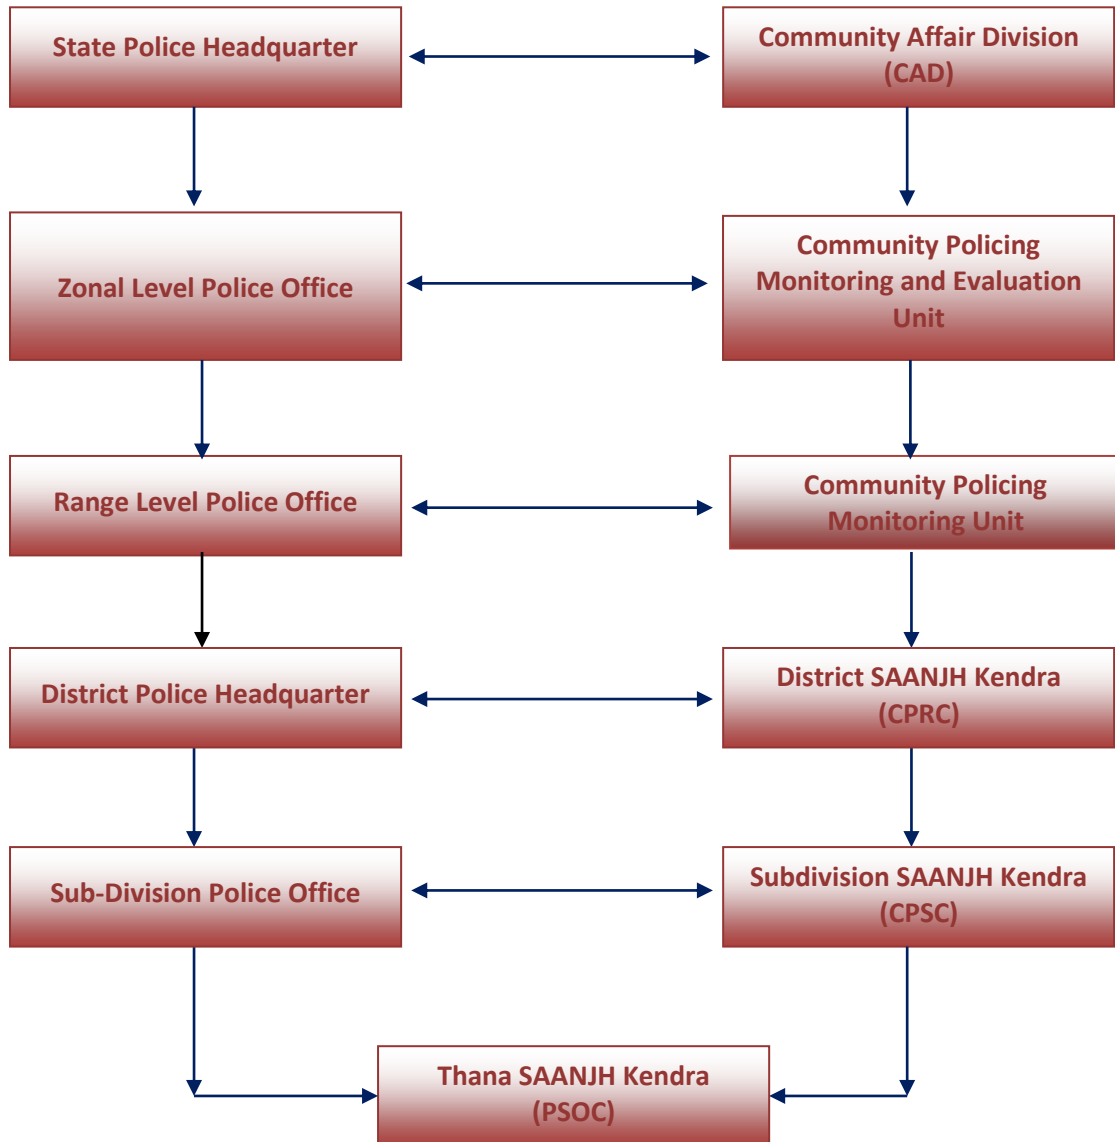 State Police Headquarter
Community Affair Division
(CAD)
Zonal Level Police Office
Community Policing
Monitoring and Evaluation
Unit
Range Level Police Office
Community Policing
Monitoring Unit
District Police Headquarter
District SAANJH Kendra
(CPRC)
Sub-Division Police Office
Subdivision SAANJH Kendra
(CPSC)
Thana SAANJH Kendra
(PSOC)